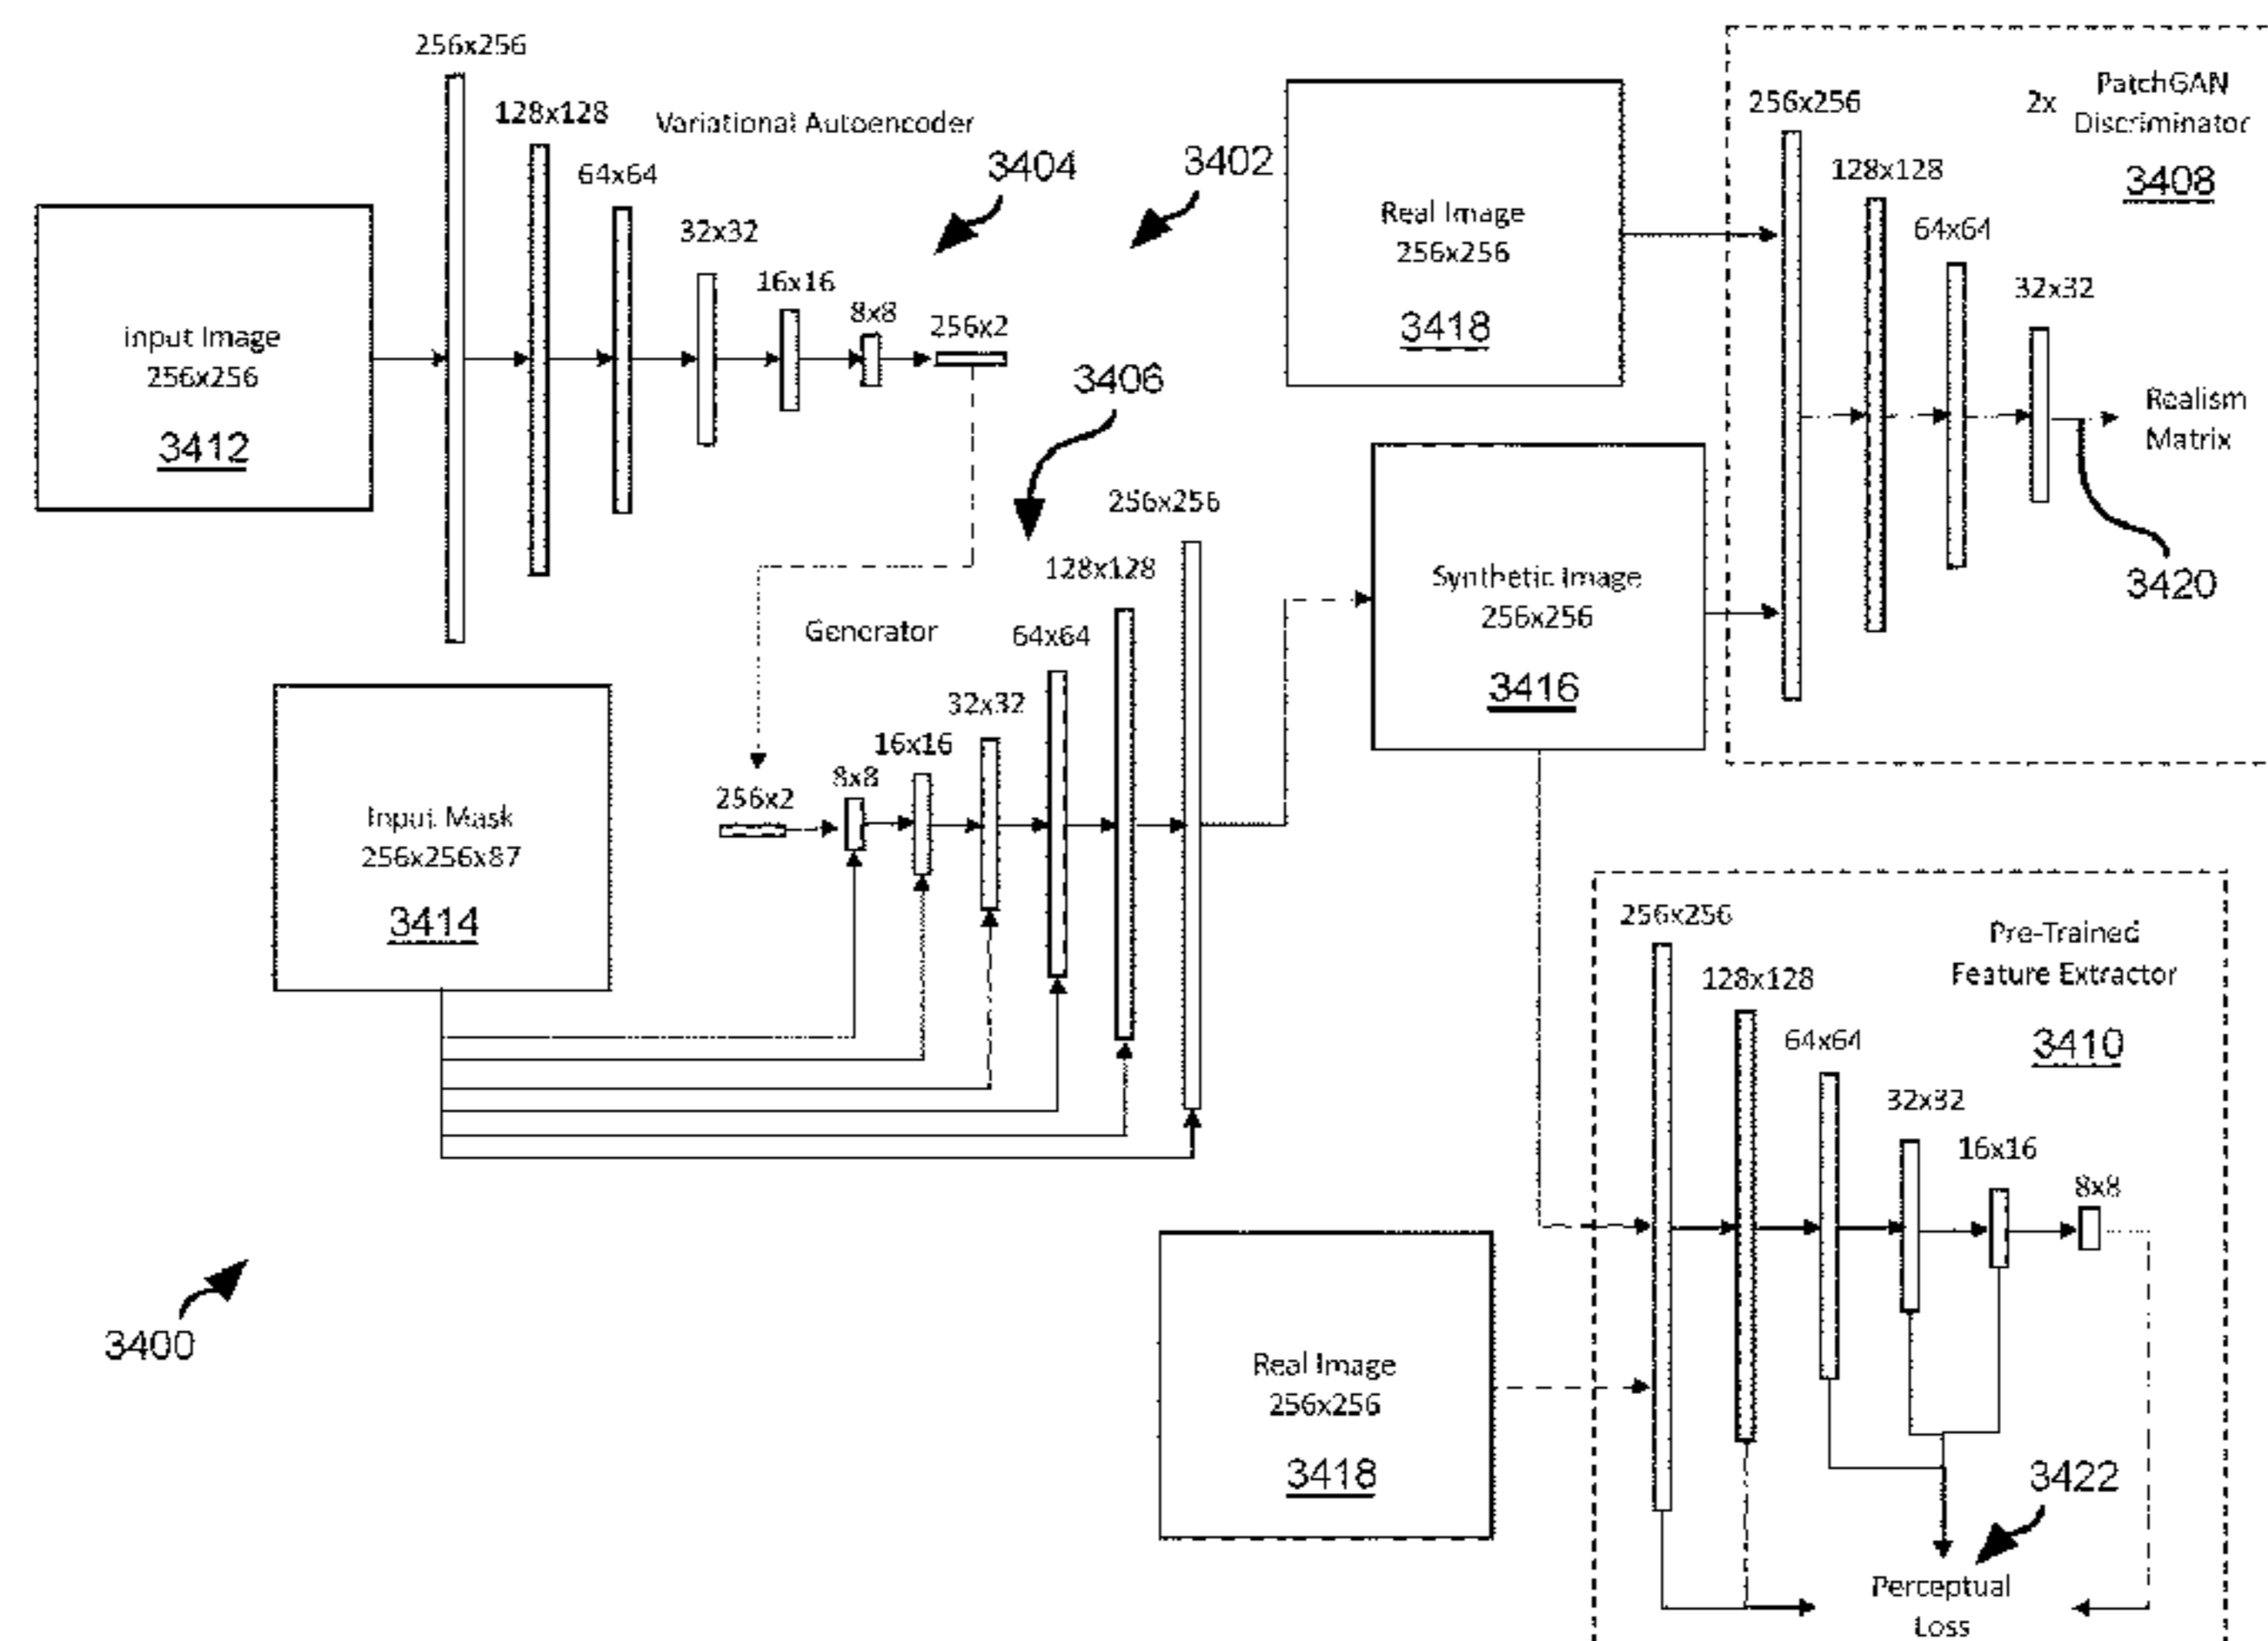 256x256
128x128
Variational Autoencoder
64x64
3404
3402
32x32
16x16
8x8
256x2
Input Image
256x256
3412
3406
Real Image
256x256
3418
256x256
2x
PatchGAN
Discriminator
3408
128x128
64x64
32x32
Realism
Matrix
3420
256x256
128x128
Generator
64x64
32x32
16x16
8x8
256x2
Synthetic Image
256x256
3416
Input Mask
256x256x87
3414
256x256
Pre-Trained
Feature Extractor
128x128
3410
64x64
32x32
16x16
8x8
3400
Real Image
256x256
3418
3422
Perceptual
Loss